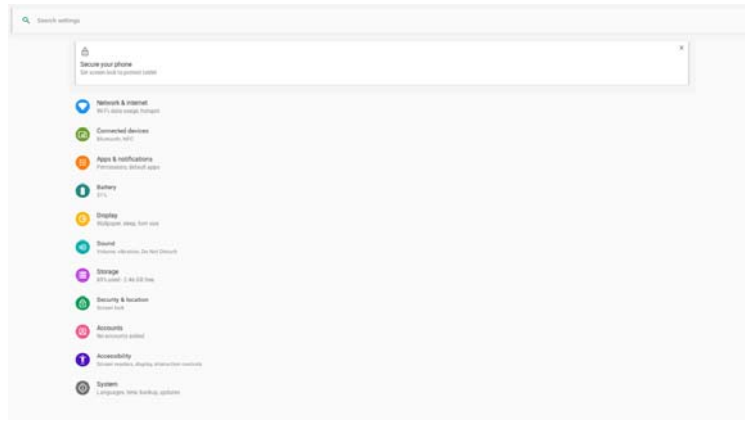 Search settings
Secure your phone
Set screen lock to protect tablet
Network & internet
Wi-Fi, data usage, hotspot
Connected devices
Bluetooth, NFC
Apps & notifications
Permissions, default apps
Battery
Display
Wallpaper, sleep, font size
Sound
Volume, vibration, Do Not Disturb
Storage
Security & location
Screen lock
Accounts
No accounts added
Accessibility
Screen readers, display, interaction controls
System
Languages, time, backup, updates